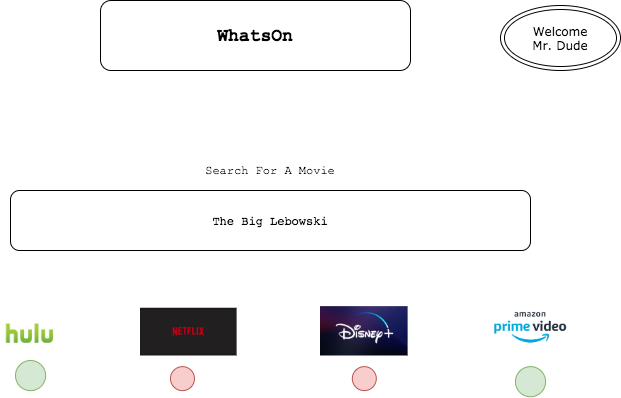 WhatsOn
Welcome
Mr. Dude
Search For A Movie
The Big Lebowski
hulu
NETFLIX
Disney+
amazon
prime video